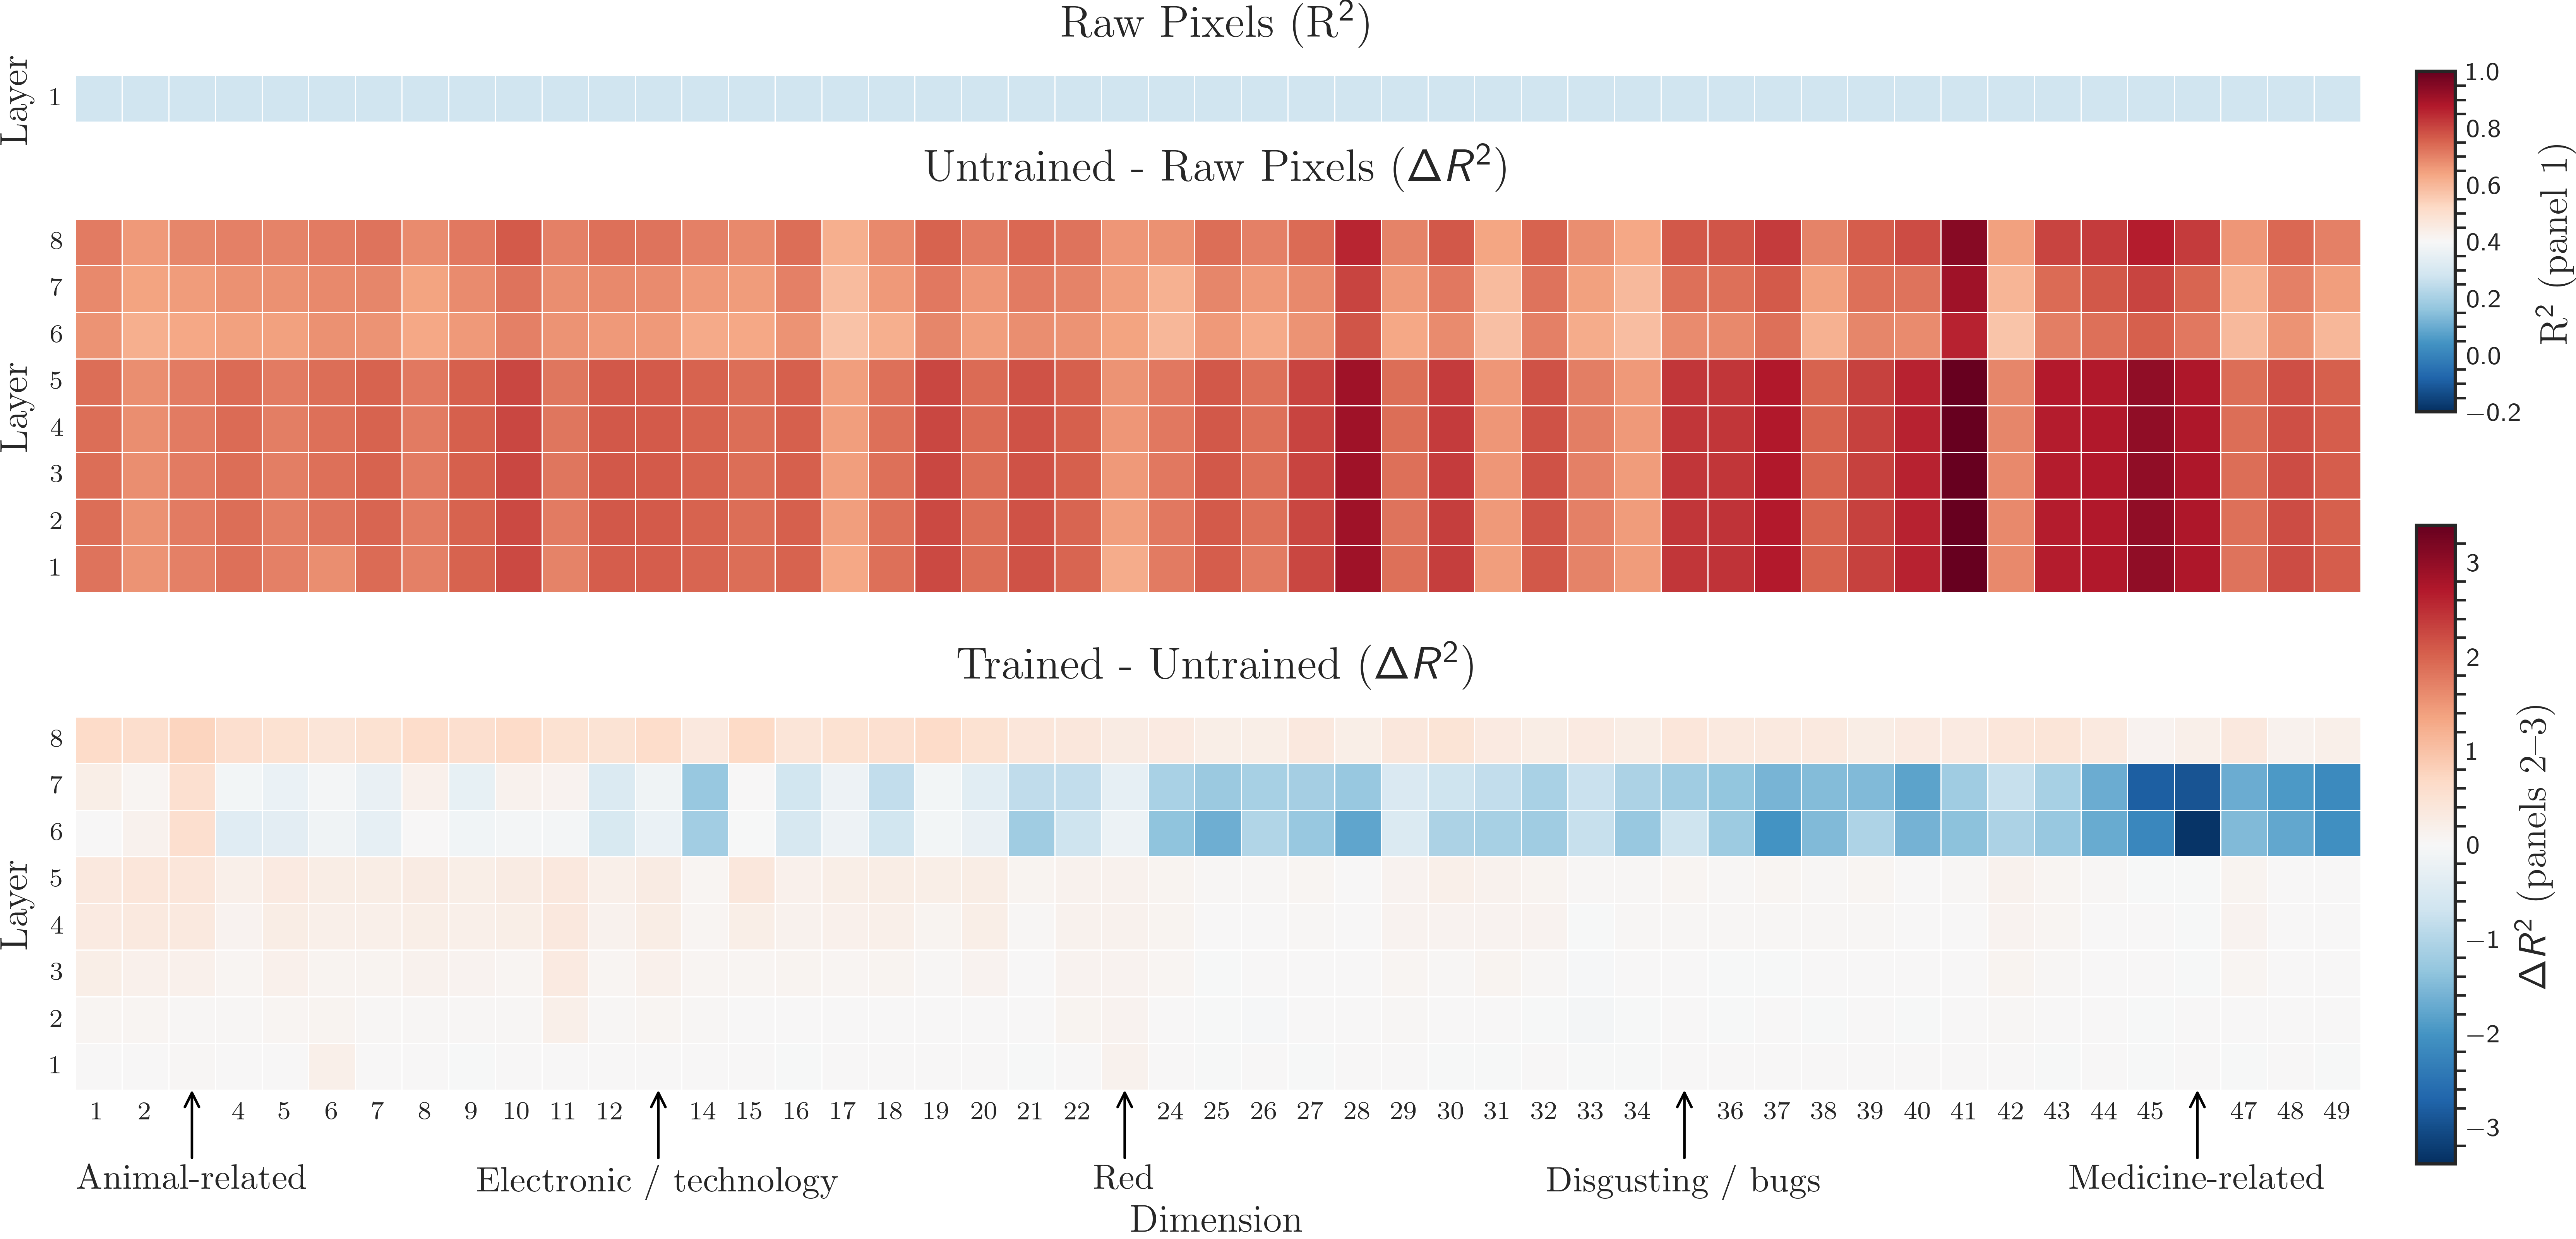 Raw Pixels (R²)
Layer
1
1.0
0.8
0.6
0.4
0.2
0.0
−0.2
R² (panel 1)
Untrained - Raw Pixels (ΔR²)
Layer
8
7
6
5
4
3
2
1
Trained - Untrained (ΔR²)
Layer
8
7
6
5
4
3
2
1
3
2
1
0
−1
−2
−3
ΔR² (panels 2–3)
1 2 4 5 6 7 8 9 10 11 12 14 15 16 17 18 19 20 21 22 24 25 26 27 28 29 30 31 32 33 34 36 37 38 39 40 41 42 43 44 45 47 48 49
Animal-related
Electronic / technology
Red
Disgusting / bugs
Medicine-related
Dimension